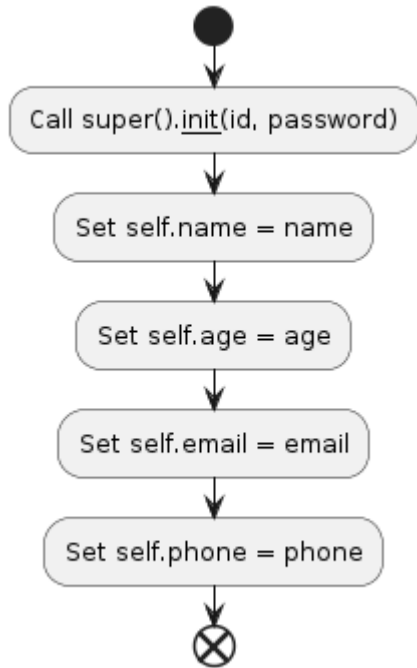 Call super().init(id, password)
Set self.name = name
Set self.age = age
Set self.email = email
Set self.phone = phone